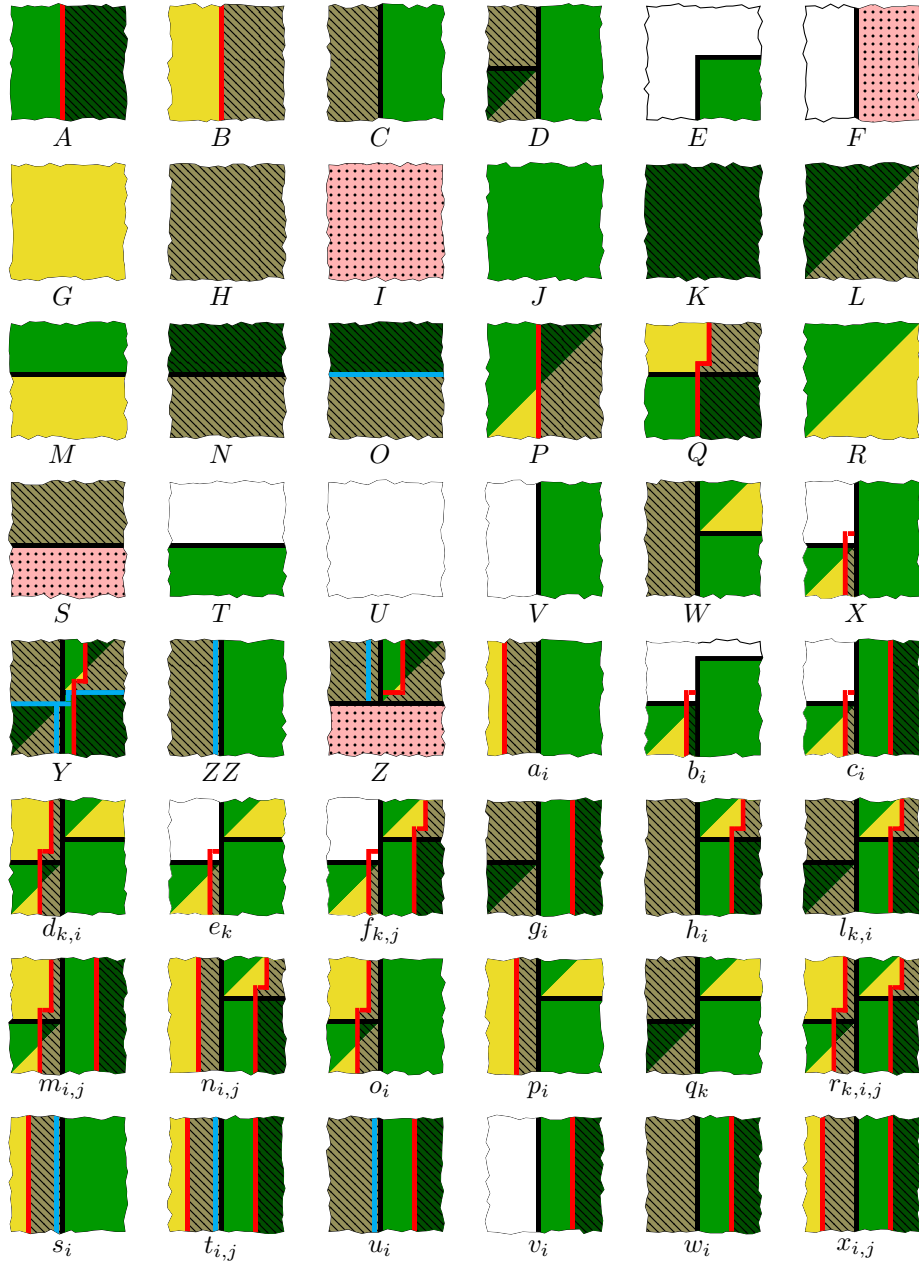 A B C D E F
G H I J K L
M N O P Q R
S T U V W X
Y ZZ Z a_i b_i c_i
d_{k,i} e_k f_{k,j} g_i h_i l_{k,i}
m_{i,j} n_{i,j} o_i p_i q_k r_{k,i,j}
s_i t_{i,j} u_i v_i w_i x_{i,j}